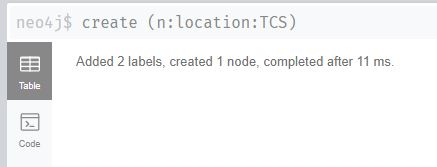 neo4j$ create (n:location:TCS)
Added 2 labels, created 1 node, completed after 11 ms.
Table
Code